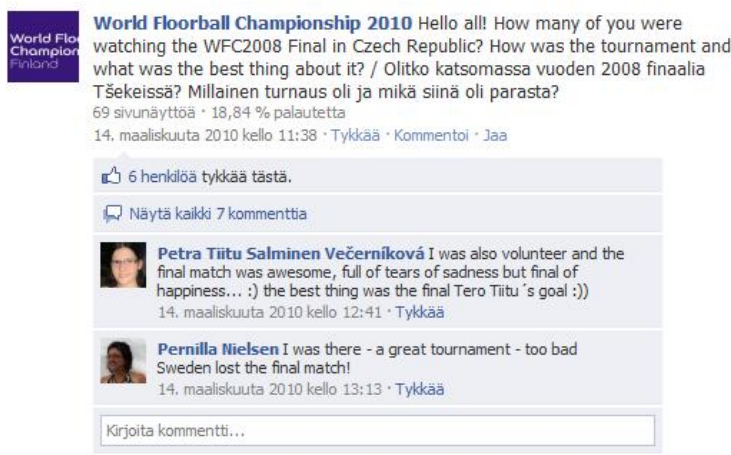 World Flo
Champion
Finland
World Floorball Championship 2010 Hello all! How many of you were
watching the WFC2008 Final in Czech Republic? How was the tournament and
what was the best thing about it? / Olitko katsomassa vuoden 2008 finaalia
Tšekeissä? Millainen turnaus oli ja mikä siinä oli parasta?
69 sivunäyttöä · 18,84 % palautetta
14. maaliskuuta 2010 kello 11:38 · Tykkää · Kommentoi · Jaa
6 henkilöä tykkää tästä.
Näytä kaikki 7 kommenttia
Petra Tiitu Salminen Večerníková I was also volunteer and the
final match was awesome, full of tears of sadness but final of
happiness... :) the best thing was the final Tero Tiitu´s goal :))
14. maaliskuuta 2010 kello 12:41 · Tykkää
Pernilla Nielsen I was there - a great tournament - too bad
Sweden lost the final match!
14. maaliskuuta 2010 kello 13:13 · Tykkää
Kirjoita kommentti...